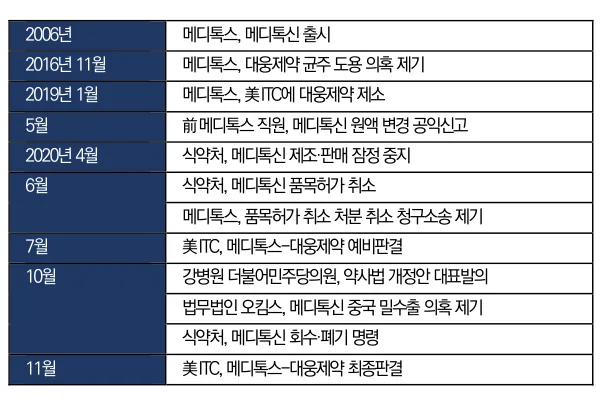 2006년 메디톡스, 메디톡신 출시
2016년 11월 메디톡스, 대웅제약 균주 도용 의혹 제기
2019년 1월 메디톡스, 美 ITC에 대웅제약 제소
5월 前 메디톡스 직원, 메디톡신 원액 변경 공익신고
2020년 4월 식약처, 메디톡신 제조·판매 잠정 중지
6월 식약처, 메디톡신 품목허가 취소
메디톡스, 품목허가 취소 처분 취소 청구소송 제기
7월 美 ITC, 메디톡스-대웅제약 예비판결
10월 강병원 더불어민주당의원, 약사법 개정안 대표발의
법무법인 오킴스, 메디톡신 중국 밀수출 의혹 제기
식약처, 메디톡신 회수·폐기 명령
11월 美 ITC, 메디톡스-대웅제약 최종판결